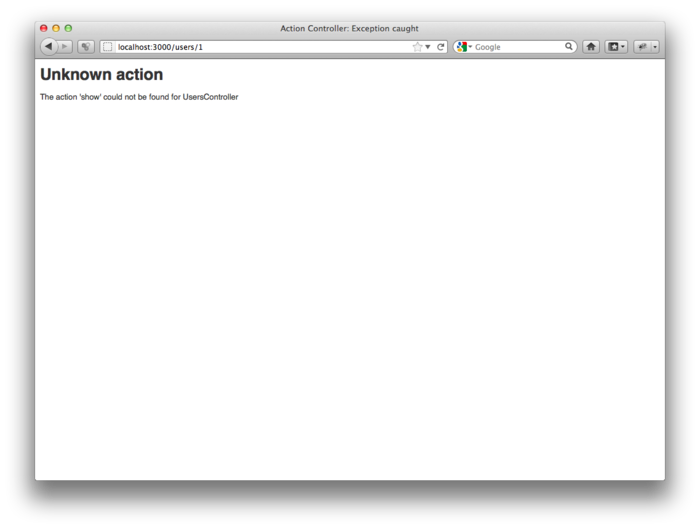 Action Controller: Exception caught
localhost:3000/users/1
Google
Unknown action
The action 'show' could not be found for UsersController